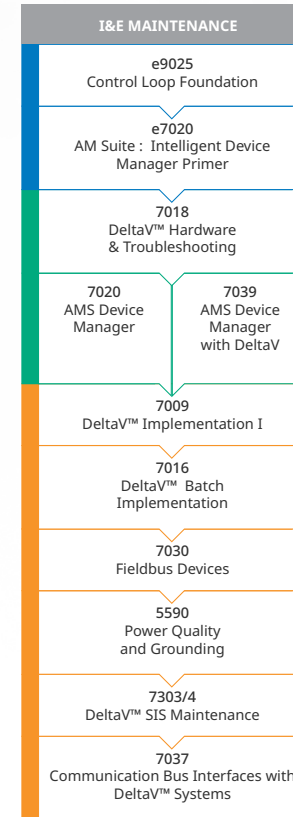 I&E MAINTENANCE
e9025
Control Loop Foundation
e7020
AM Suite : Intelligent Device
Manager Primer
7018
DeltaV™ Hardware
& Troubleshooting
7020
AMS Device
Manager
7039
AMS Device
Manager
with DeltaV
7009
DeltaV™ Implementation I
7016
DeltaV™ Batch
Implementation
7030
Fieldbus Devices
5590
Power Quality
and Grounding
7303/4
DeltaV™ SIS Maintenance
7037
Communication Bus Interfaces with
DeltaV™ Systems